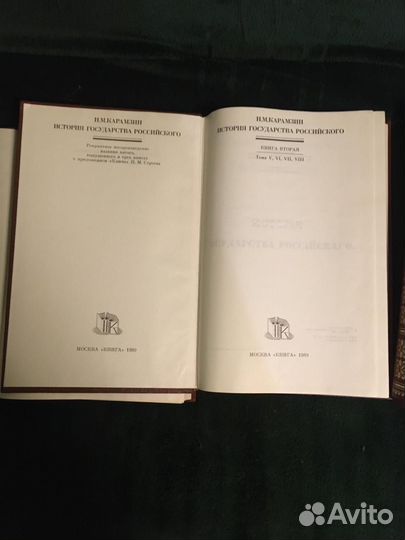 Н.М.КАРАМЗИН
ИСТОРИЯ ГОСУДАРСТВА РОССИЙСКОГО
Репринтное воспроизведение
издания пятого,
выпущенного в трех книгах
с приложением «Ключа» П. М. Строева
МОСКВА «КНИГА» 1989
Н.М.КАРАМЗИН
ИСТОРИЯ ГОСУДАРСТВА РОССИЙСКОГО
КНИГА ВТОРАЯ
Тома V, VI, VII, VIII
МОСКВА «КНИГА» 1989
Avito